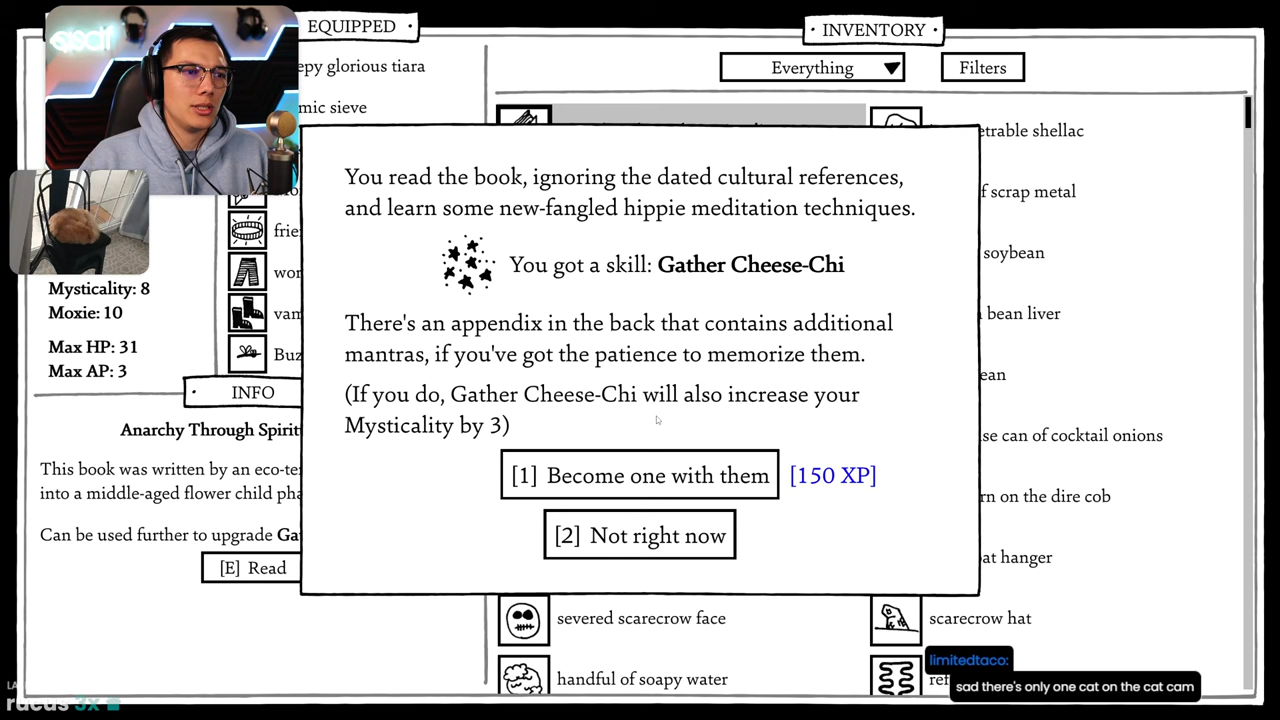 EQUIPPED
INVENTORY
epy glorious tiara
mic sieve
Everything
Filters
etrable shellac
of scrap metal
soybean
bean liver
ean
se can of cocktail onions
rn on the dire cob
at hanger
frie
wor
vam
Buz
Mysticality: 8
Moxie: 10
Max HP: 31
Max AP: 3
INFO
Anarchy Through Spirit
This book was written by an eco-te
into a middle-aged flower child pha
Can be used further to upgrade Ga
[E] Read
You read the book, ignoring the dated cultural references,
and learn some new-fangled hippie meditation techniques.
You got a skill: Gather Cheese-Chi
There's an appendix in the back that contains additional
mantras, if you've got the patience to memorize them.
(If you do, Gather Cheese-Chi will also increase your
Mysticality by 3)
[1] Become one with them [150 XP]
[2] Not right now
severed scarecrow face
scarecrow hat
handful of soapy water
ref
limitedtaco:
sad there's only one cat on the cat cam
LA
racus 3x